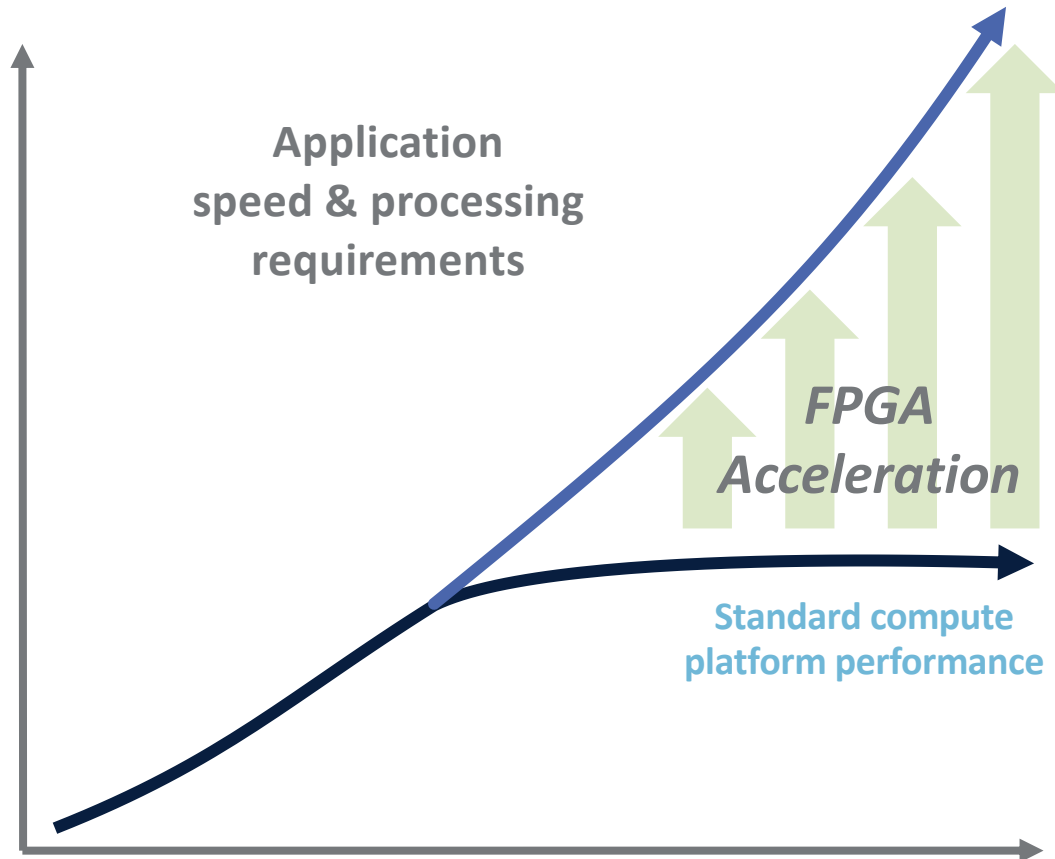 Application
speed & processing
requirements
FPGA
Acceleration
Standard compute
platform performance